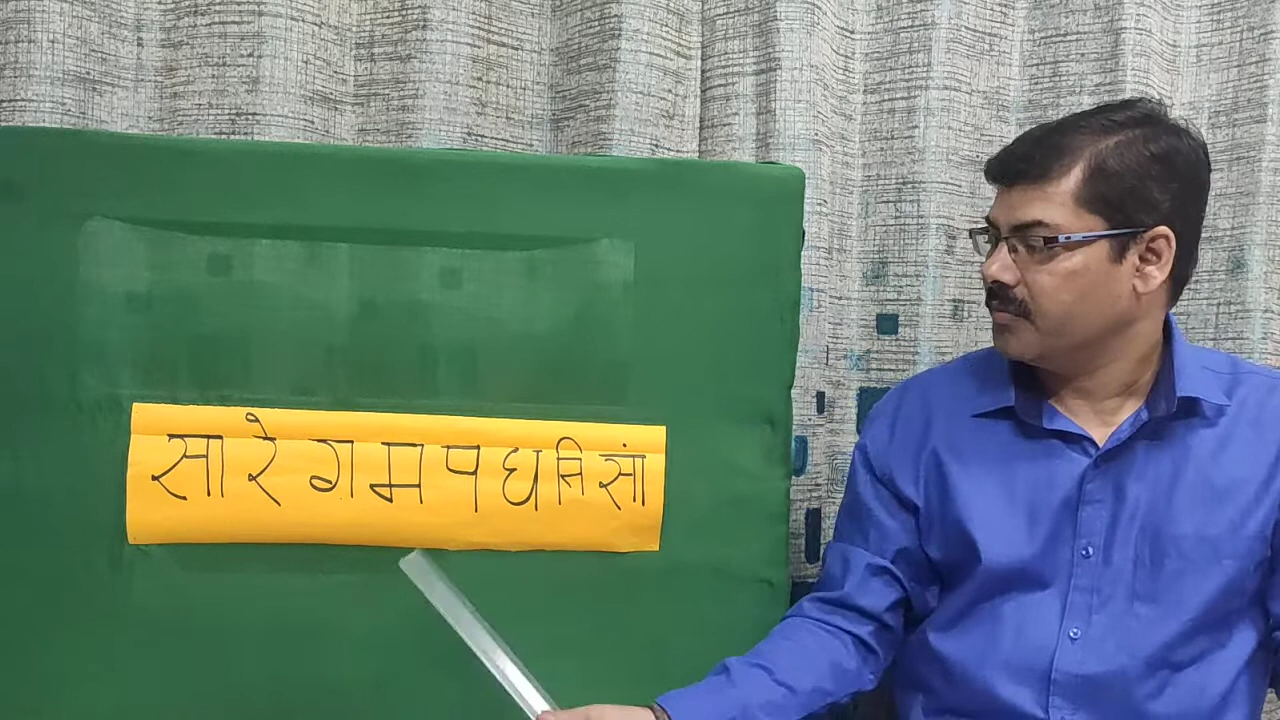 सा रे ग म प ध नि सां